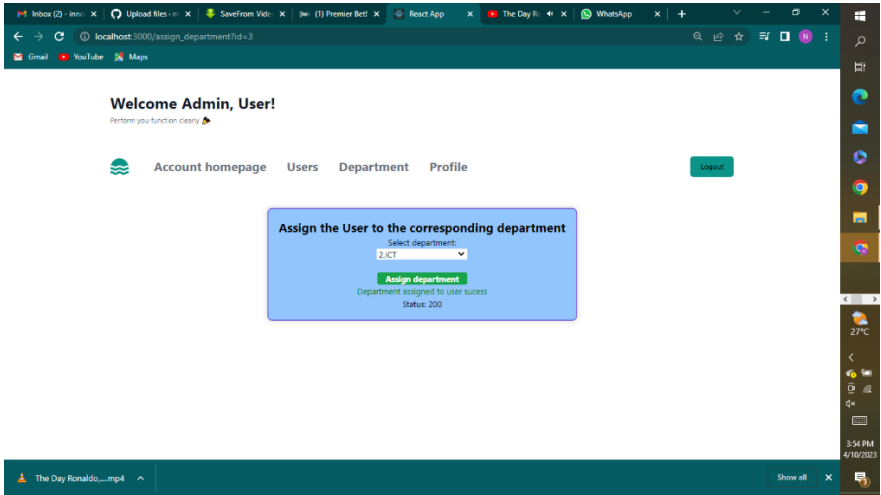 Inbox (2) - inno
Upload files · m
SaveFrom Vide
(1) Premier Bet
React App
The Day Ro
WhatsApp
localhost:3000/assign_department?id=3
N
Gmail
YouTube
Maps
Welcome Admin, User!
Perform you function clearly
Account homepage
Users
Department
Profile
Logout
Assign the User to the corresponding department
Select department:
2.ICT
Assign department
Department assigned to user sucess
Status: 200
27°C
3:54 PM
4/10/2023
The Day Ronaldo,....mp4
Show all
3